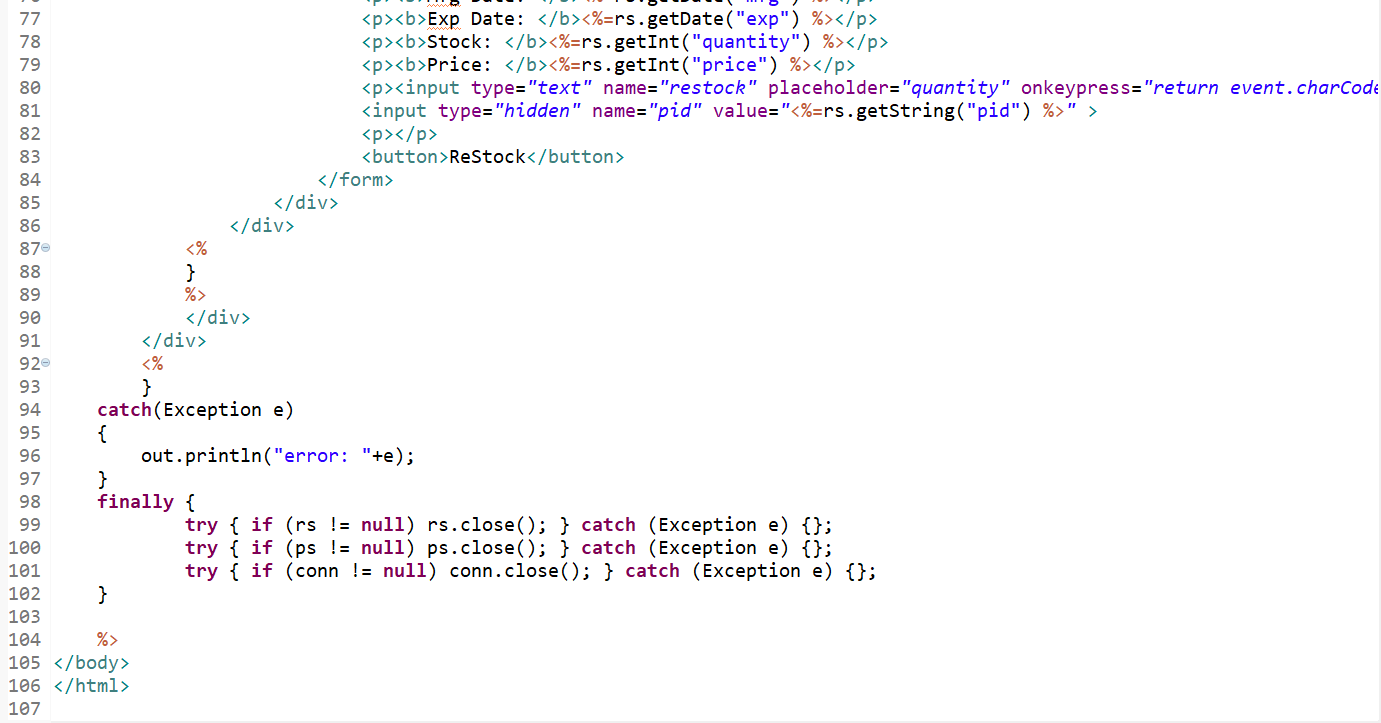 77 <p><b>Exp Date: </b><%=rs.getDate("exp") %></p>
78 <p><b>Stock: </b><%=rs.getInt("quantity") %></p>
79 <p><b>Price: </b><%=rs.getInt("price") %></p>
80 <p><input type="text" name="restock" placeholder="quantity" onkeypress="return event.charCode
81 <input type="hidden" name="pid" value="<%=rs.getString("pid") %>" >
82 <p></p>
83 <button>ReStock</button>
84 </form>
85 </div>
86 </div>
87 <%
88 }
89 %>
90 </div>
91 </div>
92 <%
93 }
94 catch(Exception e)
95 {
96 out.println("error: "+e);
97 }
98 finally {
99 try { if (rs != null) rs.close(); } catch (Exception e) {};
100 try { if (ps != null) ps.close(); } catch (Exception e) {};
101 try { if (conn != null) conn.close(); } catch (Exception e) {};
102 }
103
104 %>
105 </body>
106 </html>
107